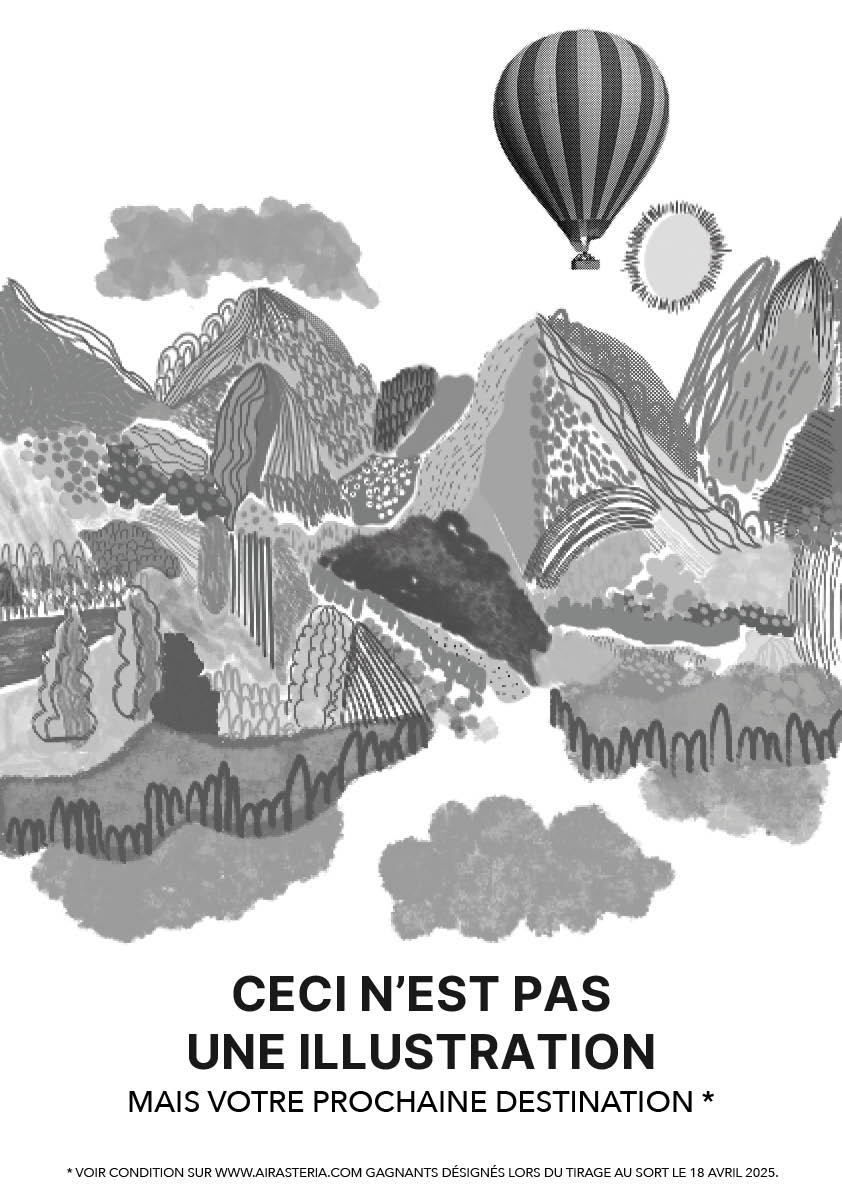 CECI N’EST PAS
UNE ILLUSTRATION
MAIS VOTRE PROCHAINE DESTINATION *
* VOIR CONDITION SUR WWW.AIRASTERIA.COM GAGNANTS DÉSIGNÉS LORS DU TIRAGE AU SORT LE 18 AVRIL 2025.